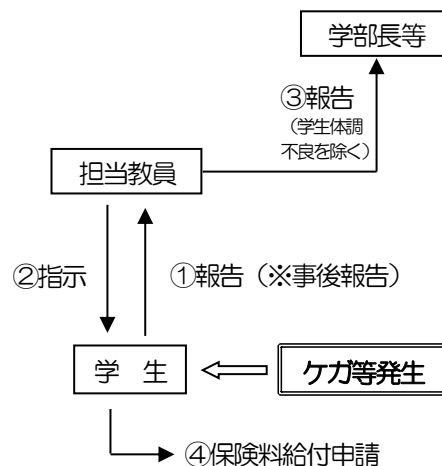 学部長等
③報告
（学生体調
不良を除く）
担当教員
②指示
①報告（※事後報告）
学　生
ケガ等発生
④保険料給付申請